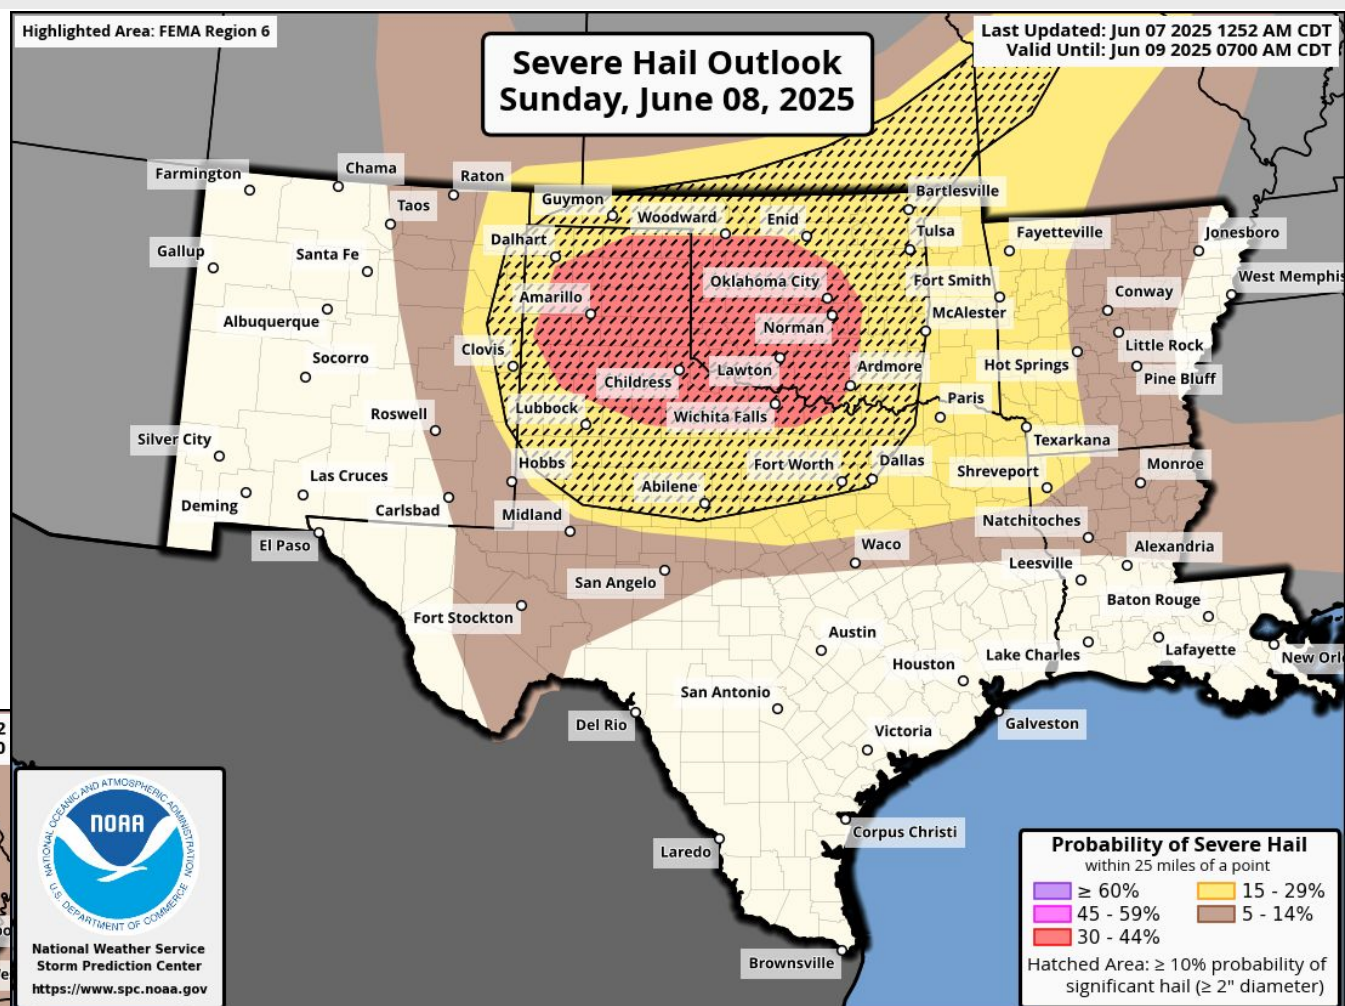 Highlighted Area: FEMA Region 6
Severe Hail Outlook
Sunday, June 08, 2025
Last Updated: Jun 07 2025 1252 AM CDT
Valid Until: Jun 09 2025 0700 AM CDT
Farmington
Chama
Raton
Taos
Guymon
Woodward
Enid
Bartlesville
Gallup
Santa Fe
Dalhart
Tulsa
Fayetteville
Jonesboro
Amarillo
Oklahoma City
Fort Smith
West Memphis
Albuquerque
Norman
McAlester
Conway
Socorro
Clovis
Childress
Lawton
Ardmore
Hot Springs
Little Rock
Pine Bluff
Roswell
Lubbock
Wichita Falls
Paris
Texarkana
Silver City
Las Cruces
Hobbs
Fort Worth
Dallas
Shreveport
Monroe
Deming
Carlsbad
Midland
Abilene
Natchitoches
El Paso
Waco
Alexandria
San Angelo
Leesville
Fort Stockton
Baton Rouge
Austin
Houston
Lake Charles
Lafayette
New Orl
San Antonio
Del Rio
Victoria
Galveston
Laredo
Corpus Christi
Brownsville
2
0
NATIONAL OCEANIC AND ATMOSPHERIC ADMINISTRATION
NOAA
U.S. DEPARTMENT OF COMMERCE
National Weather Service
Storm Prediction Center
https://www.spc.noaa.gov
Probability of Severe Hail
within 25 miles of a point
≥ 60%
15 - 29%
45 - 59%
5 - 14%
30 - 44%
Hatched Area: ≥ 10% probability of
significant hail (≥ 2" diameter)